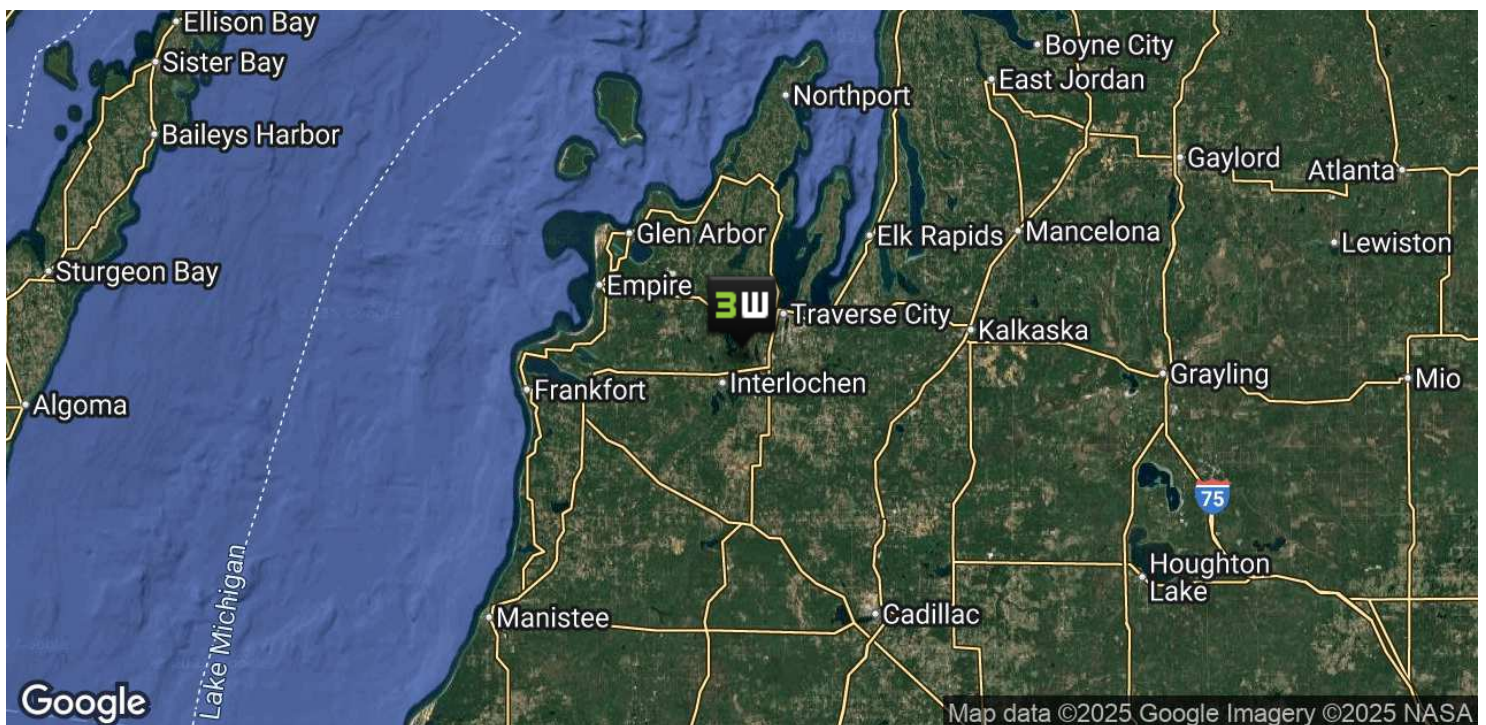 Ellison Bay
Sister Bay
Boyne City
East Jordan
Northport
Baileys Harbor
Gaylord
Atlanta
Glen Arbor
Elk Rapids
Mancelona
Lewiston
Sturgeon Bay
Empire
3W
Traverse City
Kalkaska
Frankfort
Interlochen
Grayling
Mio
Algoma
75
Lake Michigan
Houghton
Lake
Manistee
Cadillac
Google
Map data ©2025 Google Imagery ©2025 NASA